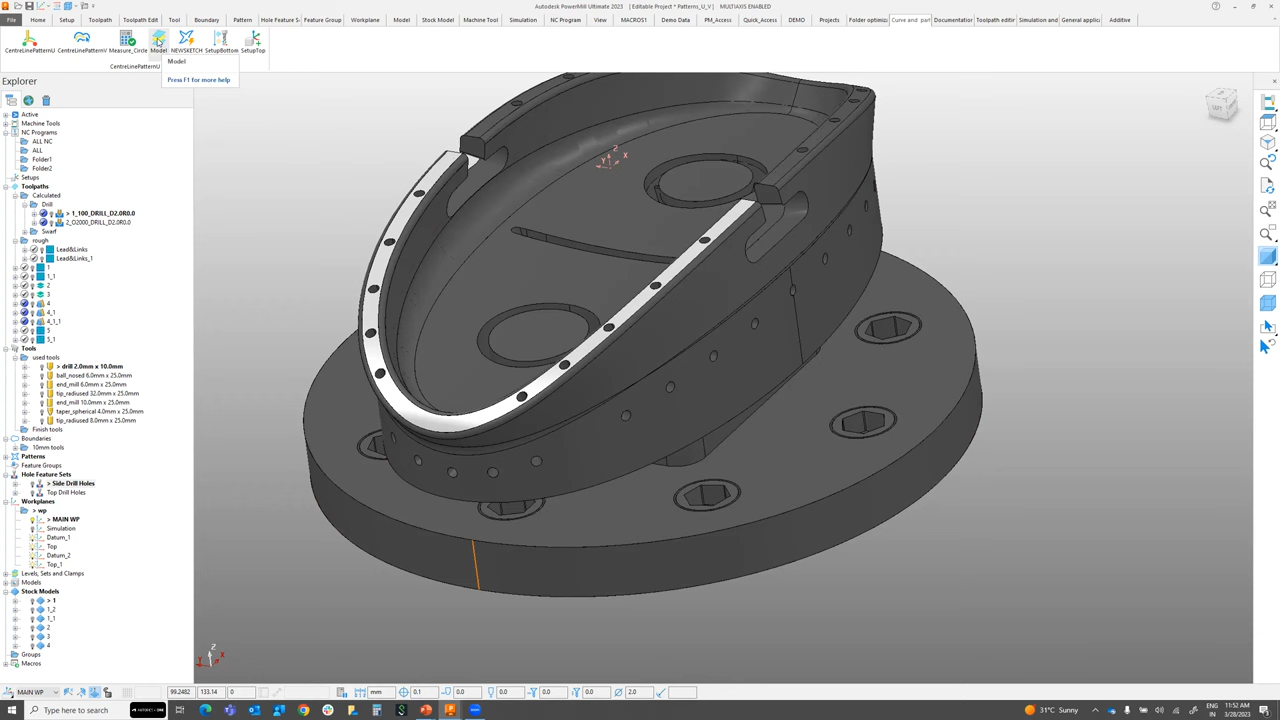 Autodesk PowerMill Ultimate 2023 - [ Editable Project * Patterns_U_V ] MULTIAXIS ENABLED
File Home Setup Toolpath Toolpath Edit Tool Boundary Pattern Hole Feature S Feature Group Workplane Model Stock Model Machine Tool Simulation NC Program View MACROS1 Demo Data PM_Access Quick_Access DEMO Projects Folder optimiz Curve and part Documentation Toolpath editin Simulation and General applic Additive
CentreLinePatternU CentreLinePatternV Measure_Circle Model NEWSKETCH SetupBottom SetupTop
CentreLinePatternU
Model
Press F1 for more help
Explorer
Active
Machine Tools
NC Programs
ALL NC
ALL
Folder1
Folder2
Setups
Toolpaths
Calculated
Drill
> 1_100_DRILL_D2.0R0.0
2_O2000_DRILL_D2.0R0.0
Swarf
rough
Lead&Links
Lead&Links_1
1
1_1
2
3
4
4_1
4_1_1
5
5_1
Tools
used tools
> drill 2.0mm x 10.0mm
ball_nosed 6.0mm x 25.0mm
end_mill 6.0mm x 25.0mm
tip_radiused 32.0mm x 25.0mm
end_mill 10.0mm x 25.0mm
taper_spherical 4.0mm x 25.0mm
tip_radiused 8.0mm x 25.0mm
Finish tools
Boundaries
10mm tools
Patterns
Feature Groups
Hole Feature Sets
> Side Drill Holes
Top Drill Holes
Workplanes
> wp
> MAIN WP
Simulation
Datum_1
Top
Datum_2
Top_1
Levels, Sets and Clamps
Models
Stock Models
> 1
1_2
1_1
2
3
4
Groups
Macros
Z
Y X
Z
Y X
MAIN WP 99.2482 133.14 0 mm 0.1 0.0 0.0 0.0 0.0 2.0
Type here to search
31°C Sunny
ENG
IN
11:52 AM
3/28/2023